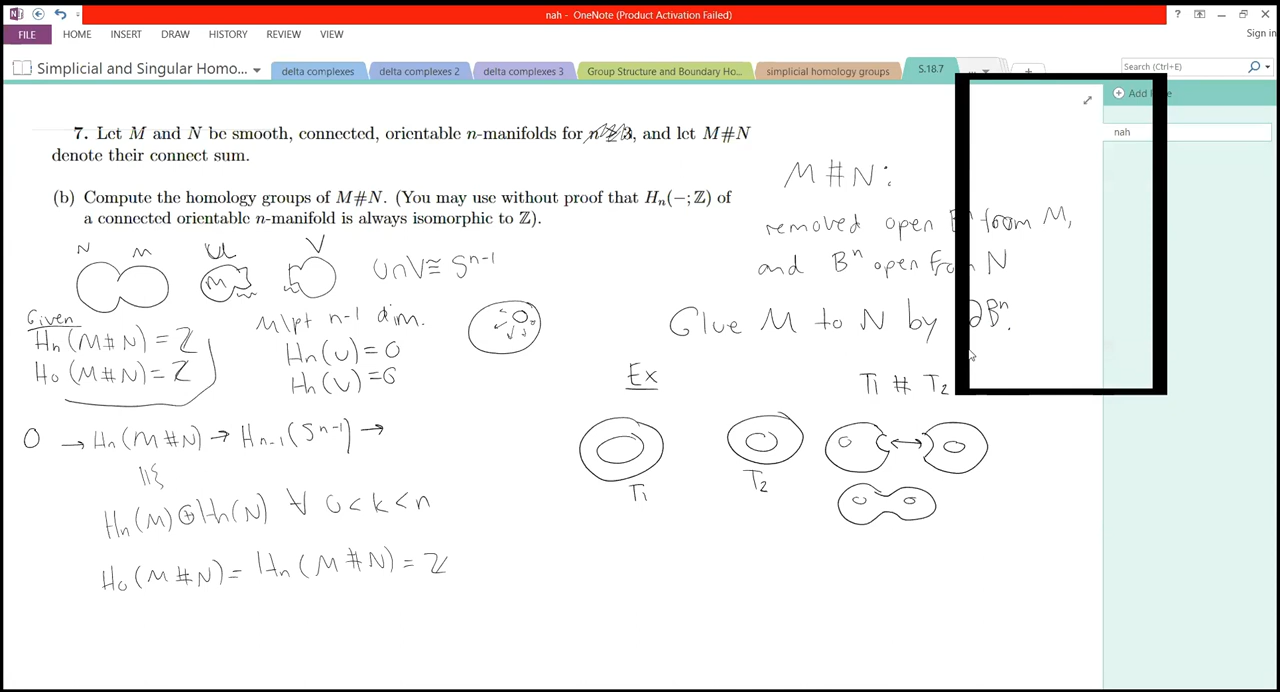 nah - OneNote (Product Activation Failed)
FILE HOME INSERT DRAW HISTORY REVIEW VIEW
Sign in
Simplicial and Singular Homo...
delta complexes
delta complexes 2
delta complexes 3
Group Structure and Boundary Ho...
simplicial homology groups
S.18.7
Search (Ctrl+E)
Add
nah
7. Let M and N be smooth, connected, orientable n-manifolds for n ≥ 3, and let M#N
denote their connect sum.
(b) Compute the homology groups of M#N. (You may use without proof that Hn(−; ℤ) of
a connected orientable n-manifold is always isomorphic to ℤ).
M # N:
removed open B^n from M,
and B^n open from N
Glue M to N by ∂B^n.
N M U V
M
U∩V ≅ S^n-1
Given
Hn (M # N) = ℤ
H0 (M # N) = ℤ
M\pt n-1 dim.
Hn(U) = 0
Hn(V) = 0
0 → Hn(M # N) → Hn-1(S^n-1) →
Hn(M) ⊕ Hn(N) ∀ 0<k<n
H0(M # N) = Hn(M # N) = ℤ
Ex
T1 # T2
T1
T2